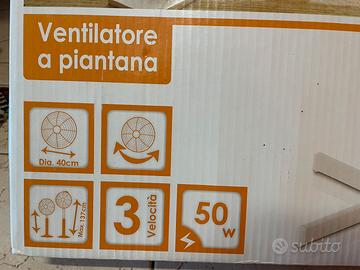 Ventilatore
a piantana
Dia. 40cm
Max. 137cm
3
Velocità
50
W
subito